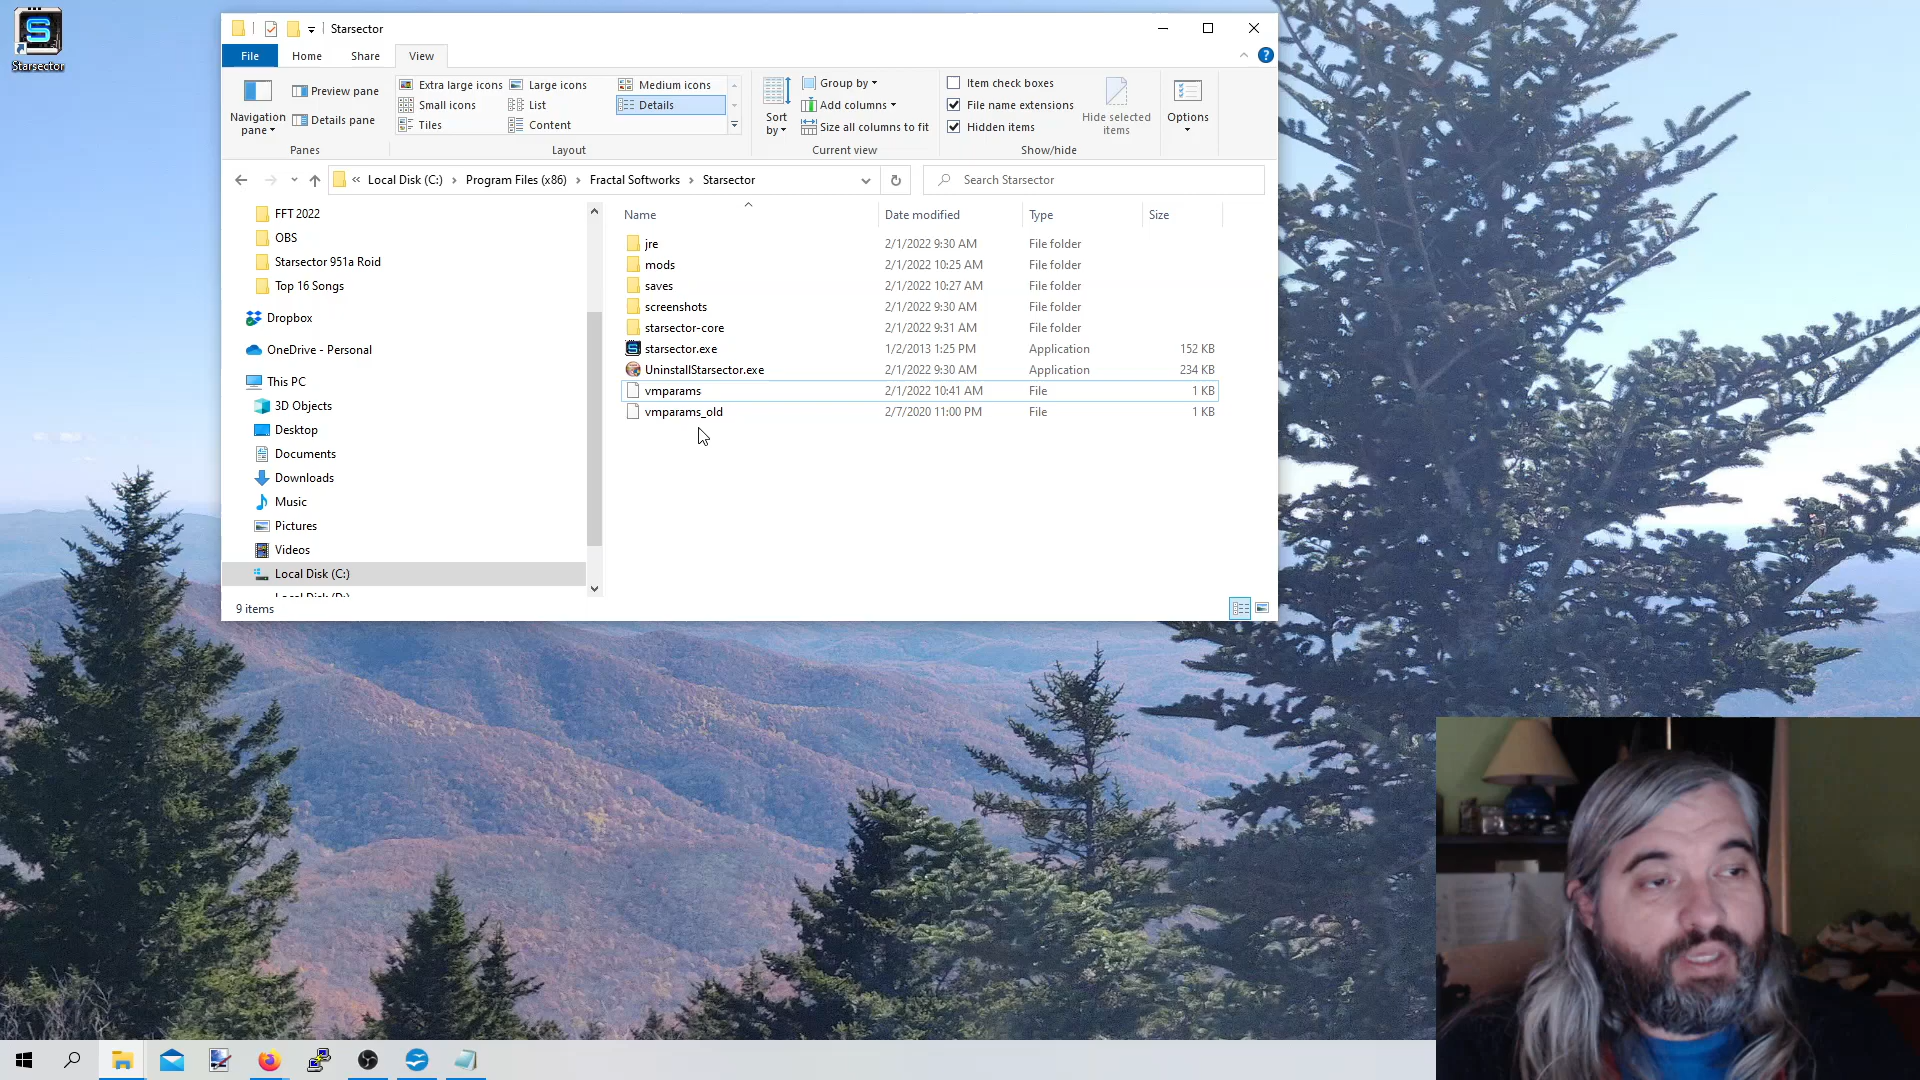 Starsector
Starsector
File Home Share View
Navigation pane
Preview pane
Details pane
Panes
Extra large icons Large icons Medium icons
Small icons List Details
Tiles Content
Layout
Sort by
Group by
Add columns
Size all columns to fit
Current view
Item check boxes
File name extensions
Hidden items
Hide selected items
Show/hide
Options
« Local Disk (C:) › Program Files (x86) › Fractal Softworks › Starsector
Search Starsector
FFT 2022
OBS
Starsector 951a Roid
Top 16 Songs
Dropbox
OneDrive - Personal
This PC
3D Objects
Desktop
Documents
Downloads
Music
Pictures
Videos
Local Disk (C:)
Local Disk (D:)
Name Date modified Type Size
jre 2/1/2022 9:30 AM File folder
mods 2/1/2022 10:25 AM File folder
saves 2/1/2022 10:27 AM File folder
screenshots 2/1/2022 9:30 AM File folder
starsector-core 2/1/2022 9:31 AM File folder
starsector.exe 1/2/2013 1:25 PM Application 152 KB
UninstallStarsector.exe 2/1/2022 9:30 AM Application 234 KB
vmparams 2/1/2022 10:41 AM File 1 KB
vmparams_old 2/7/2020 11:00 PM File 1 KB
9 items